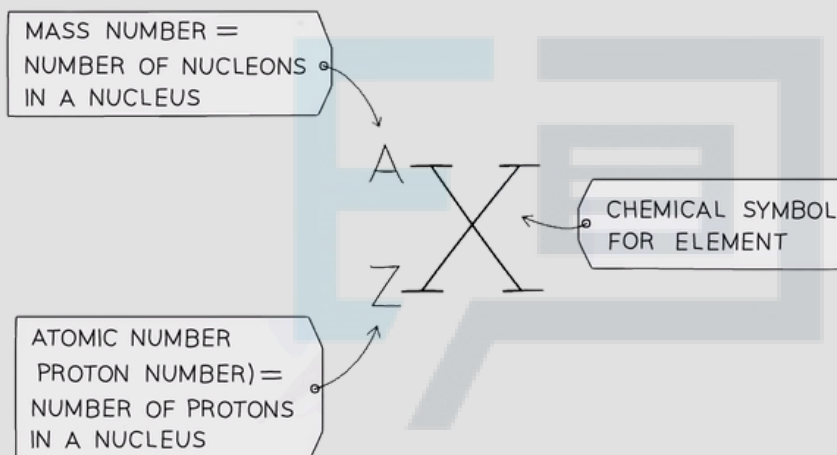 MASS NUMBER =
NUMBER OF NUCLEONS
IN A NUCLEUS
A
X
CHEMICAL SYMBOL
FOR ELEMENT
Z
ATOMIC NUMBER
PROTON NUMBER) =
NUMBER OF PROTONS
IN A NUCLEUS